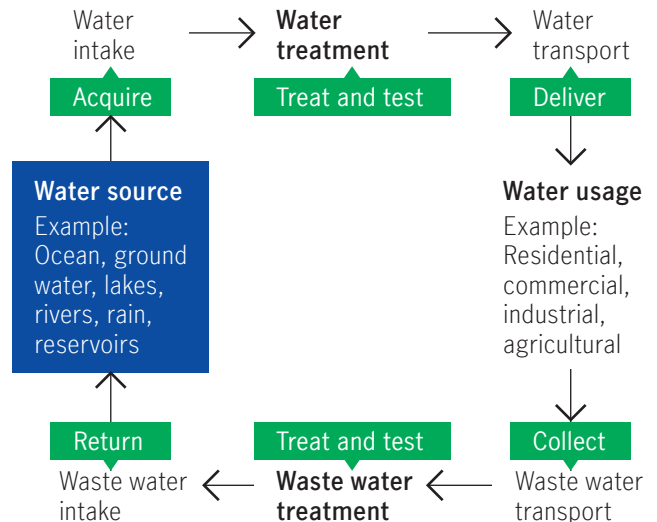 Water
intake
Water
treatment
Water
transport
Acquire
Treat and test
Deliver
Water source
Example:
Ocean, ground
water, lakes,
rivers, rain,
reservoirs
Water usage
Example:
Residential,
commercial,
industrial,
agricultural
Return
Treat and test
Collect
Waste water
intake
Waste water
treatment
Waste water
transport